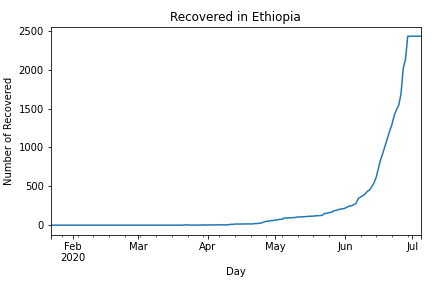 Recovered in Ethiopia
Number of Recovered
2500
2000
1500
1000
500
0
Feb Mar Apr May Jun Jul
2020
Day